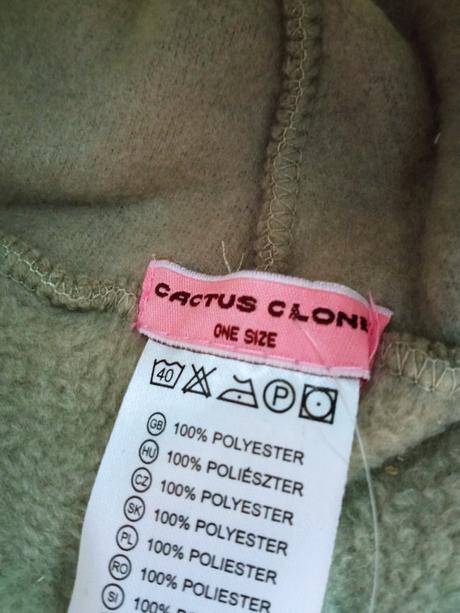 CACTUS CLONE
ONE SIZE
40 P
GB 100% POLYESTER
HU 100% POLIÉSZTER
CZ 100% POLYESTER
SK 100% POLYESTER
PL 100% POLIESTER
RO 100% POLIESTER
SI 100%